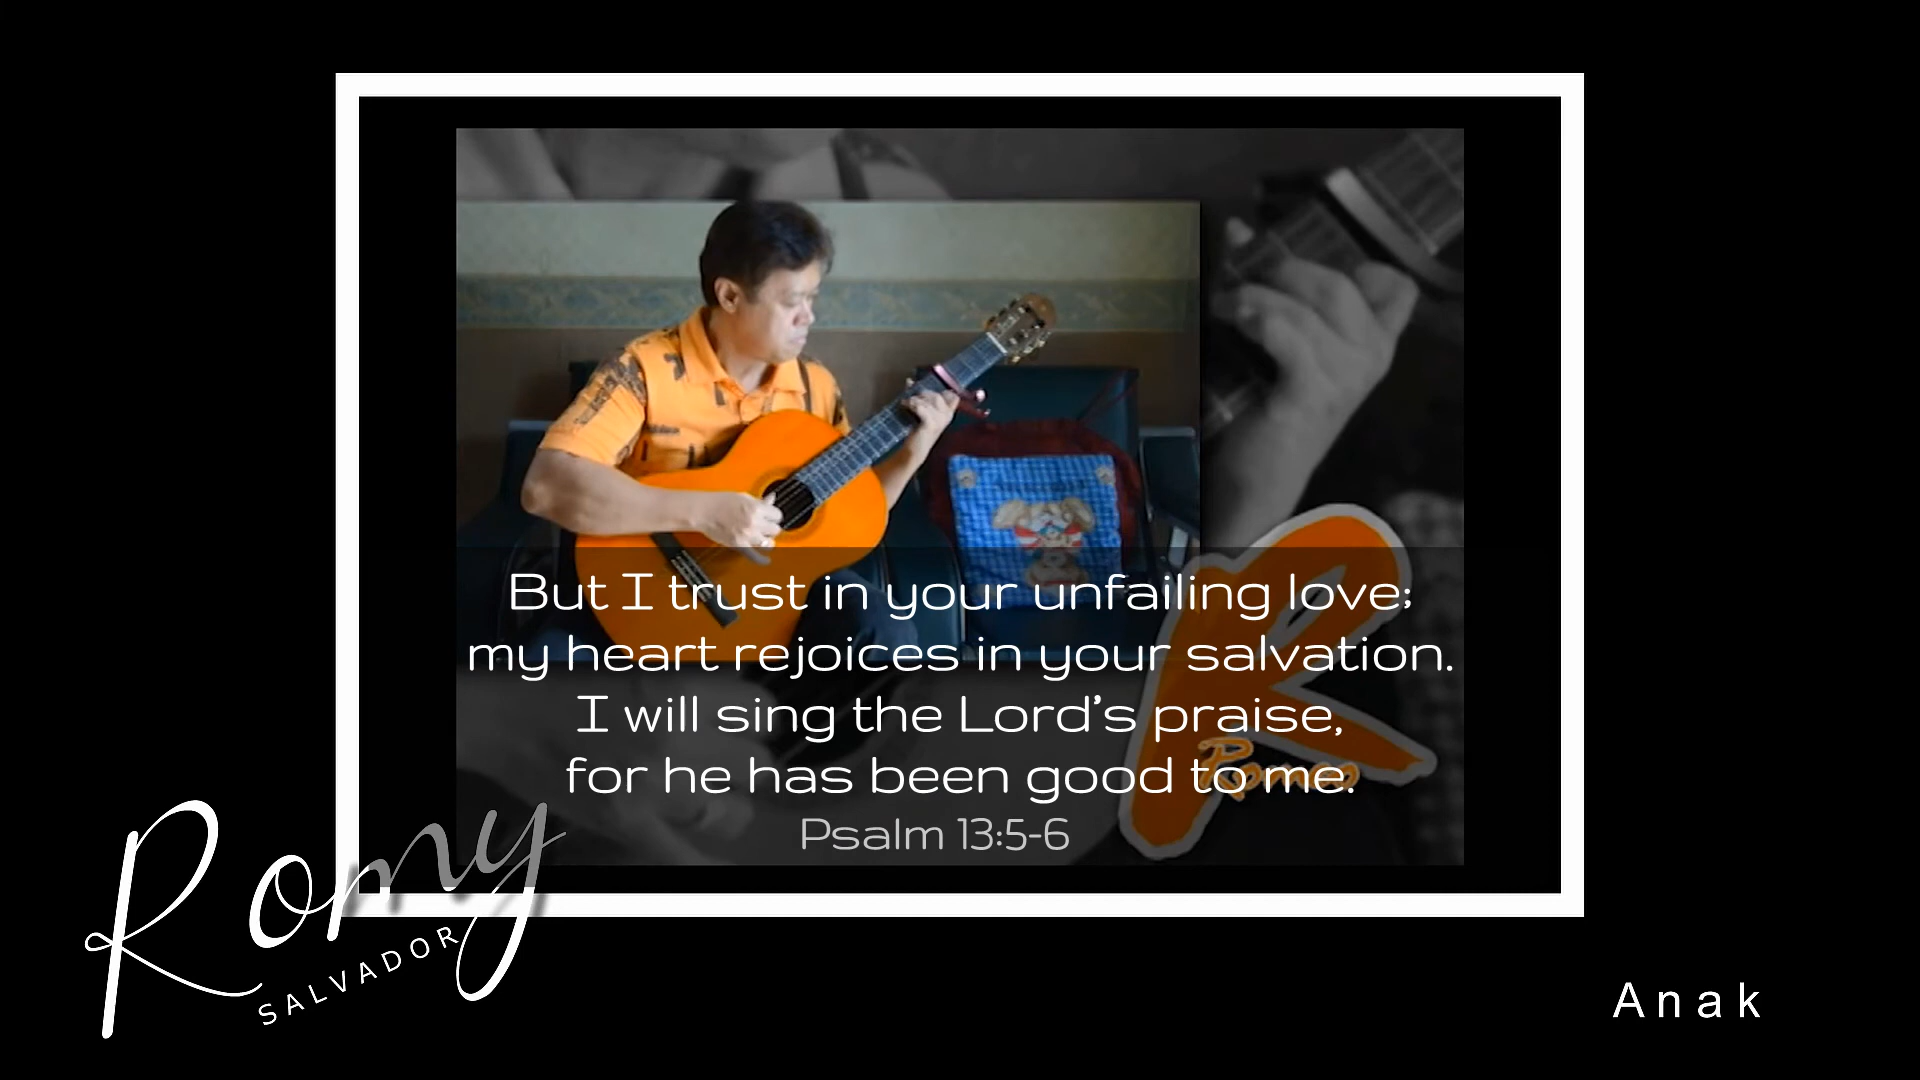 But I trust in your unfailing love;
my heart rejoices in your salvation.
I will sing the Lord’s praise,
for he has been good to me.
Psalm 13:5-6
R
Romeo
Romy
SALVADOR
Anak